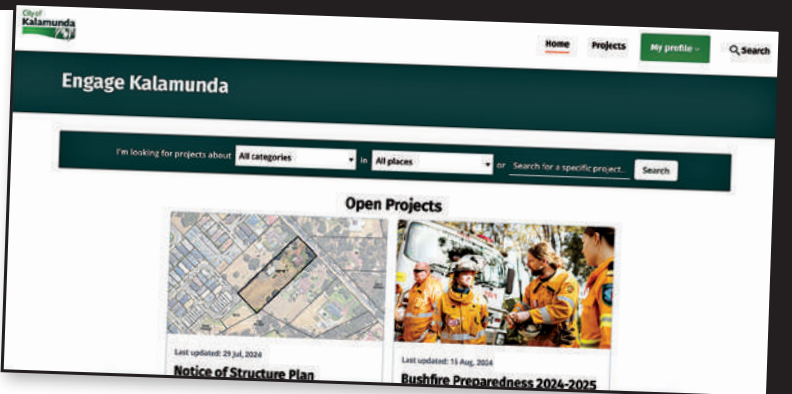 City of
Kalamunda
Home Projects My profile Search
Engage Kalamunda
I'm looking for projects about All categories in All places or Search for a specific project... Search
Open Projects
Last updated: 29 Jul, 2024
Notice of Structure Plan
Last updated: 15 Aug, 2024
Bushfire Preparedness 2024-2025